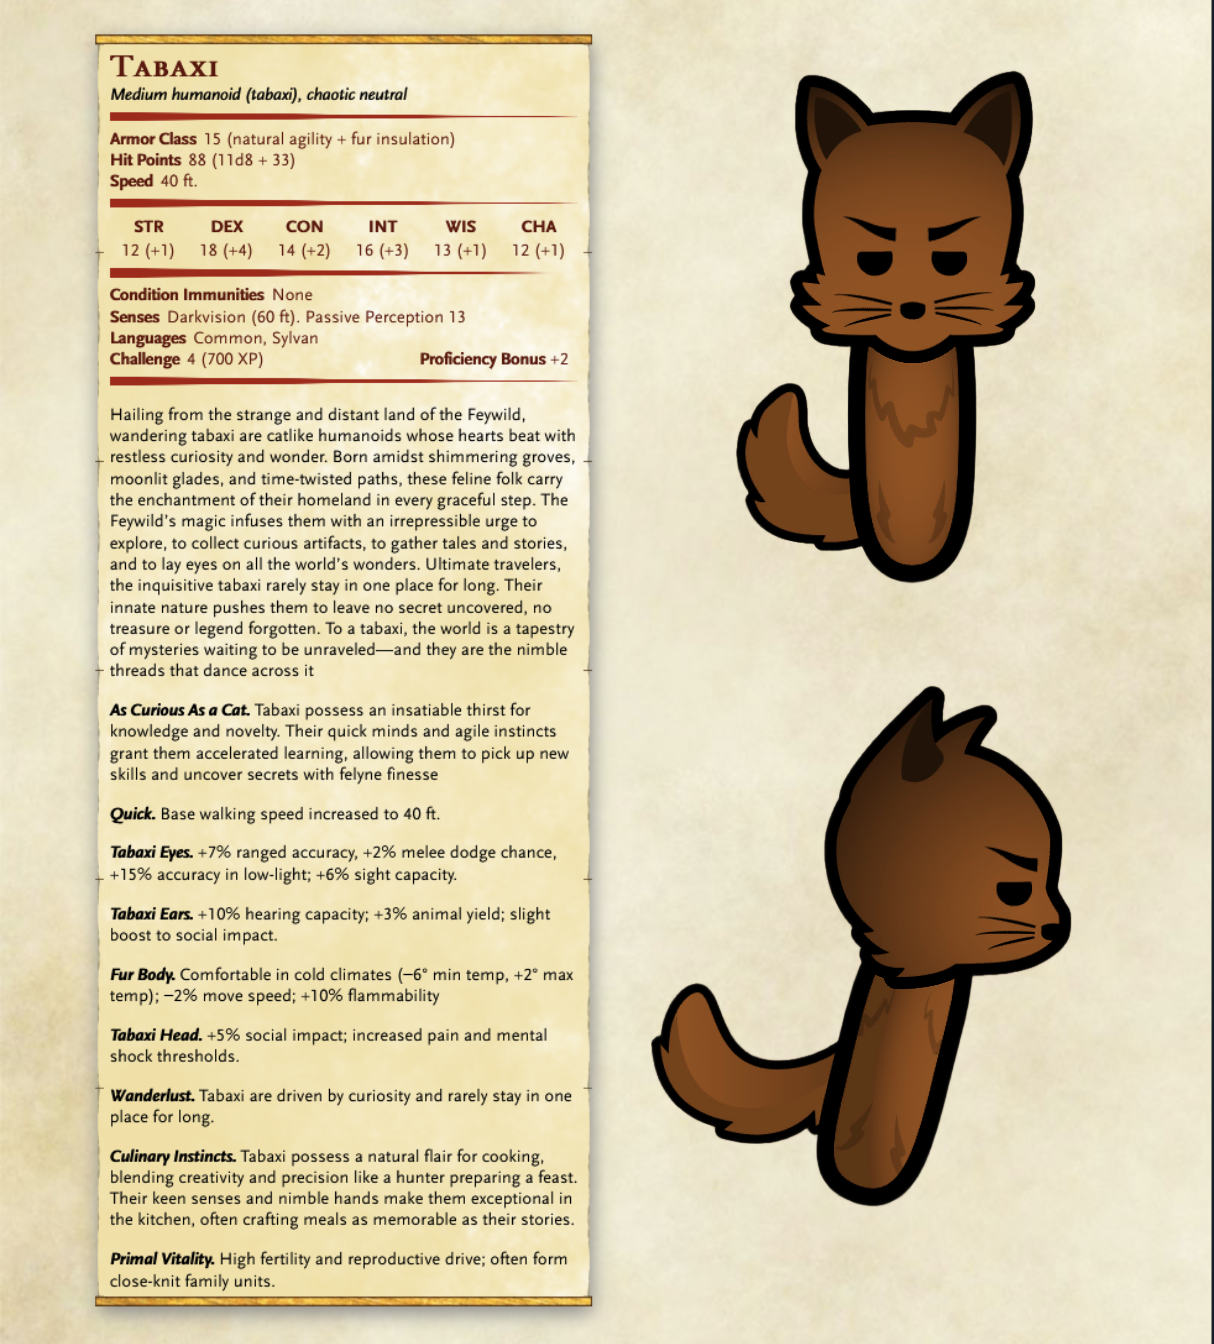 Tabaxi
Medium humanoid (tabaxi), chaotic neutral
Armor Class 15 (natural agility + fur insulation)
Hit Points 88 (11d8 + 33)
Speed 40 ft.
STR DEX CON INT WIS CHA
12 (+1) 18 (+4) 14 (+2) 16 (+3) 13 (+1) 12 (+1)
Condition Immunities None
Senses Darkvision (60 ft). Passive Perception 13
Languages Common, Sylvan
Challenge 4 (700 XP) Proficiency Bonus +2
Hailing from the strange and distant land of the Feywild,
wandering tabaxi are catlike humanoids whose hearts beat with
restless curiosity and wonder. Born amidst shimmering groves,
moonlit glades, and time-twisted paths, these feline folk carry
the enchantment of their homeland in every graceful step. The
Feywild's magic infuses them with an irrepressible urge to
explore, to collect curious artifacts, to gather tales and stories,
and to lay eyes on all the world's wonders. Ultimate travelers,
the inquisitive tabaxi rarely stay in one place for long. Their
innate nature pushes them to leave no secret uncovered, no
treasure or legend forgotten. To a tabaxi, the world is a tapestry
of mysteries waiting to be unraveled—and they are the nimble
threads that dance across it
As Curious As a Cat. Tabaxi possess an insatiable thirst for
knowledge and novelty. Their quick minds and agile instincts
grant them accelerated learning, allowing them to pick up new
skills and uncover secrets with felyne finesse
Quick. Base walking speed increased to 40 ft.
Tabaxi Eyes. +7% ranged accuracy, +2% melee dodge chance,
+15% accuracy in low-light; +6% sight capacity.
Tabaxi Ears. +10% hearing capacity; +3% animal yield; slight
boost to social impact.
Fur Body. Comfortable in cold climates (−6° min temp, +2° max
temp); −2% move speed; +10% flammability
Tabaxi Head. +5% social impact; increased pain and mental
shock thresholds.
Wanderlust. Tabaxi are driven by curiosity and rarely stay in one
place for long.
Culinary Instincts. Tabaxi possess a natural flair for cooking,
blending creativity and precision like a hunter preparing a feast.
Their keen senses and nimble hands make them exceptional in
the kitchen, often crafting meals as memorable as their stories.
Primal Vitality. High fertility and reproductive drive; often form
close-knit family units.